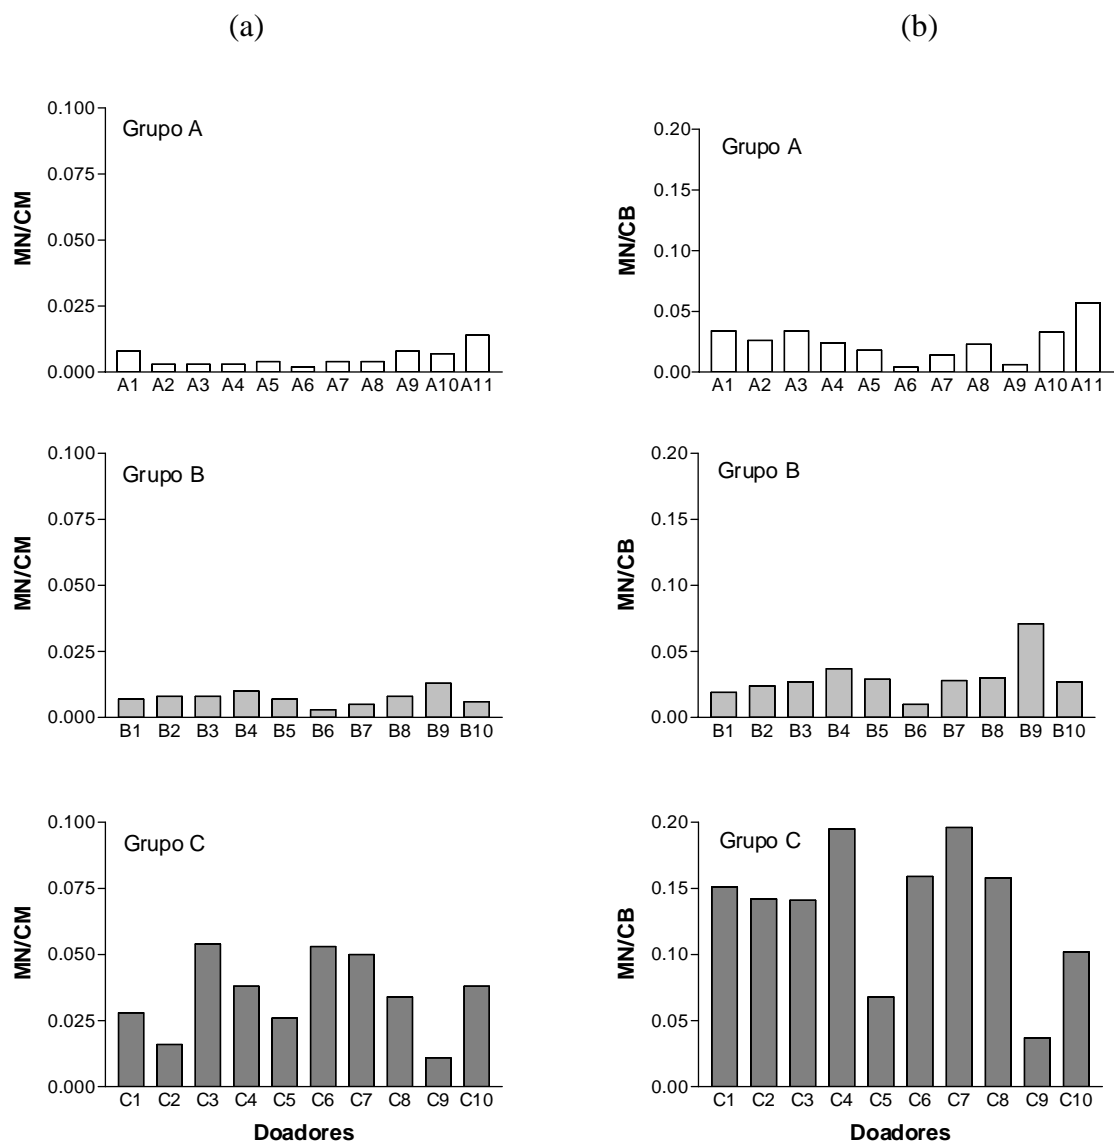 (a)
(b)
0.100
0.075
0.050
0.025
0.000
MN/CM
Grupo A
A1 A2 A3 A4 A5 A6 A7 A8 A9 A10 A11
0.20
0.15
0.10
0.05
0.00
MN/CB
Grupo A
A1 A2 A3 A4 A5 A6 A7 A8 A9 A10 A11
0.100
0.075
0.050
0.025
0.000
MN/CM
Grupo B
B1 B2 B3 B4 B5 B6 B7 B8 B9 B10
0.20
0.15
0.10
0.05
0.00
MN/CB
Grupo B
B1 B2 B3 B4 B5 B6 B7 B8 B9 B10
0.100
0.075
0.050
0.025
0.000
MN/CM
Grupo C
C1 C2 C3 C4 C5 C6 C7 C8 C9 C10
Doadores
0.20
0.15
0.10
0.05
0.00
MN/CB
Grupo C
C1 C2 C3 C4 C5 C6 C7 C8 C9 C10
Doadores